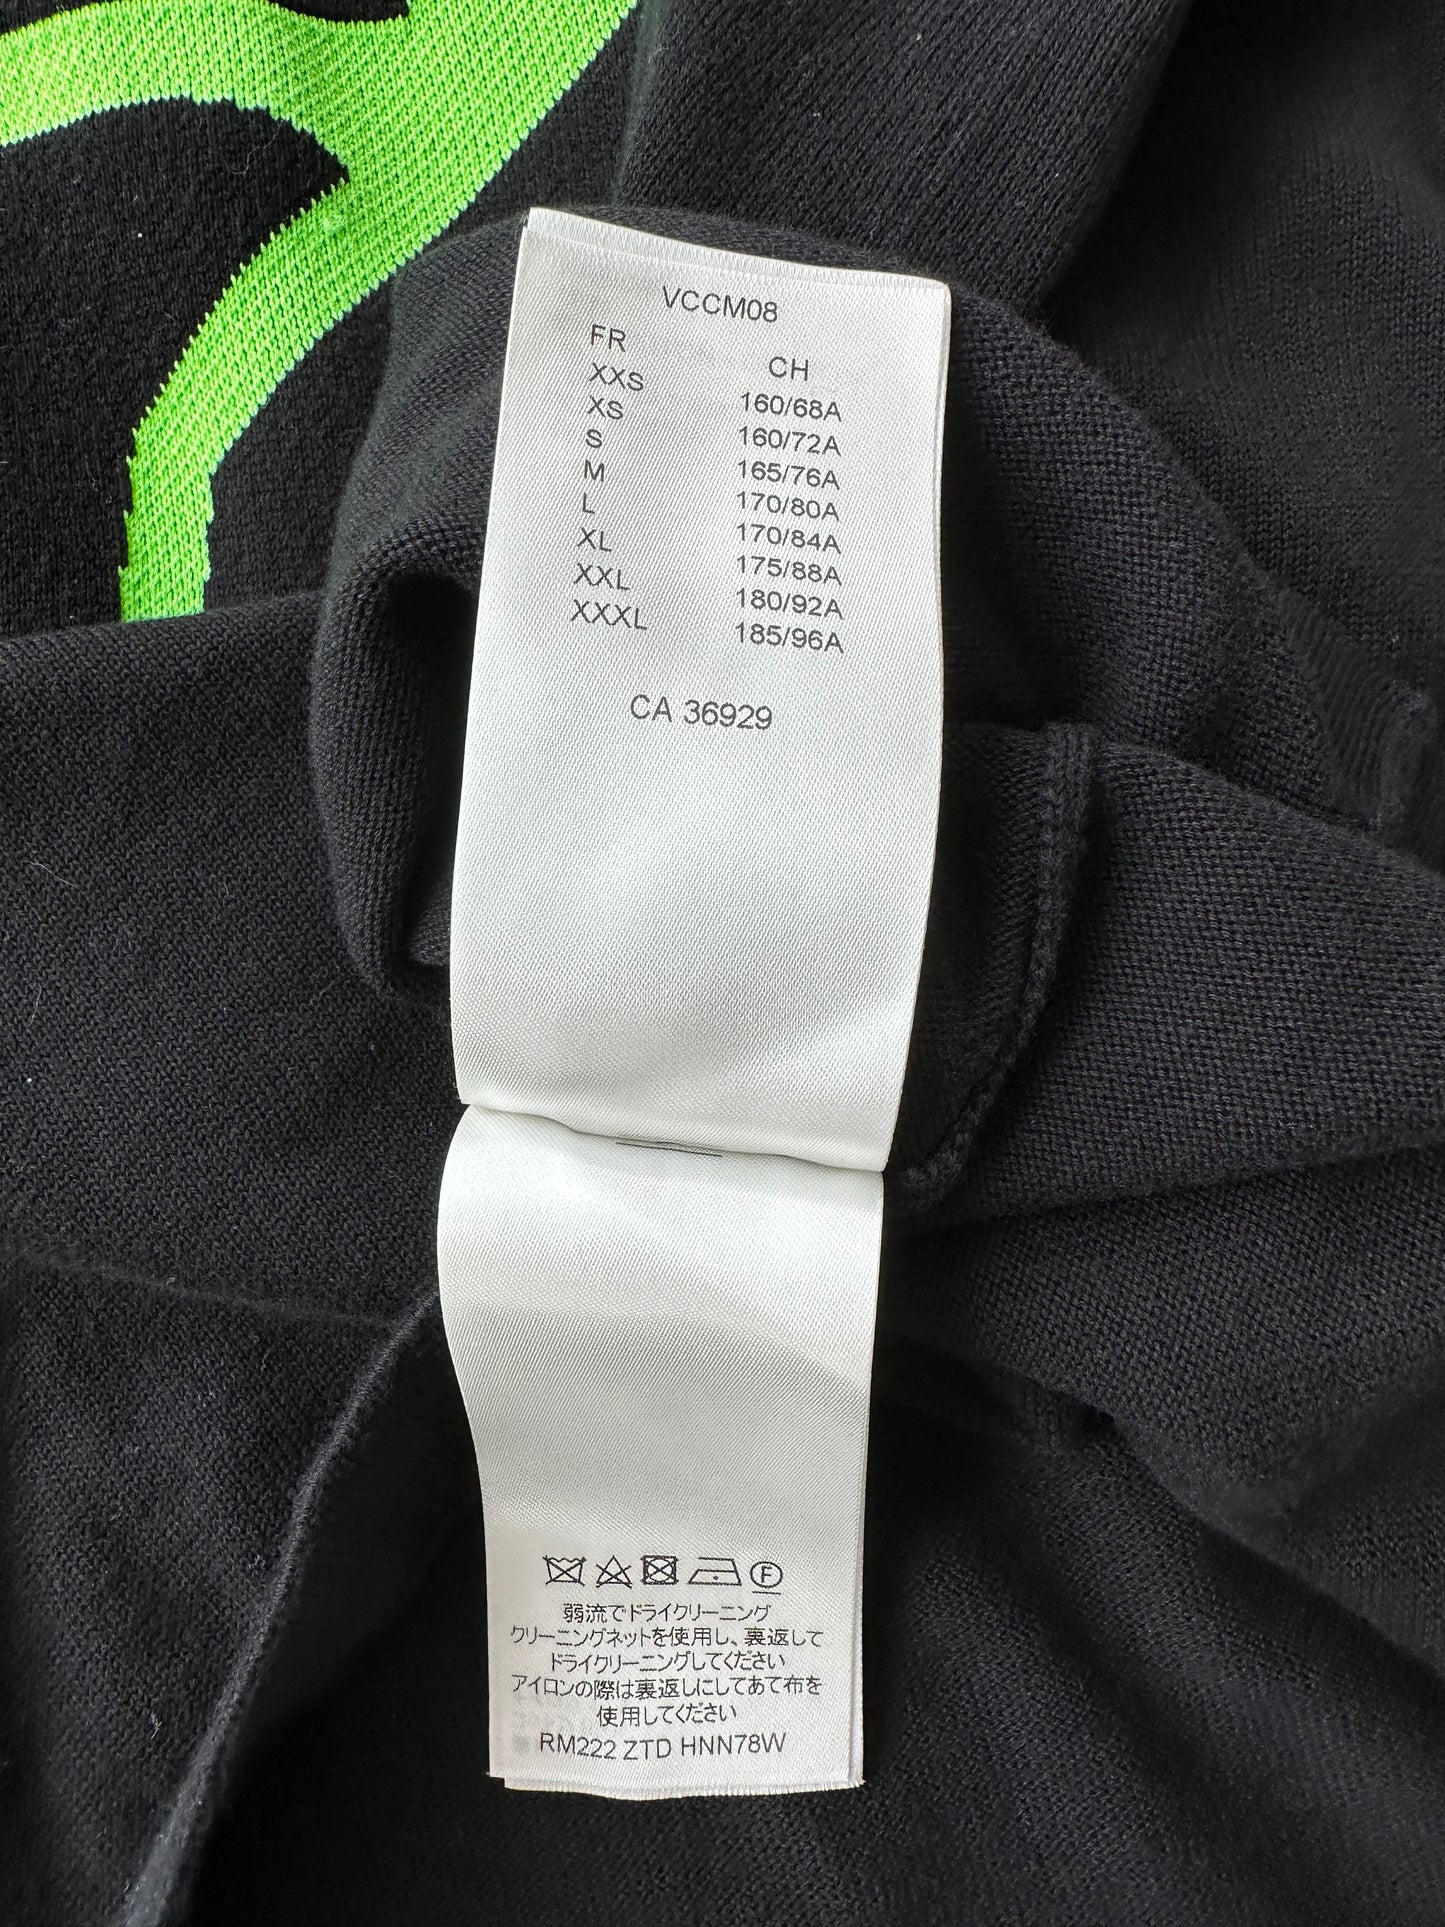 VCCM08
FR CH
XXS 160/68A
XS 160/72A
S 165/76A
M 170/80A
L 170/84A
XL 175/88A
XXL 180/92A
XXXL 185/96A
CA 36929
F
弱流でドライクリーニング
クリーニングネットを使用し、裏返して
ドライクリーニングしてください
アイロンの際は裏返しにしてあて布を
使用してください
RM222 ZTD HNN78W